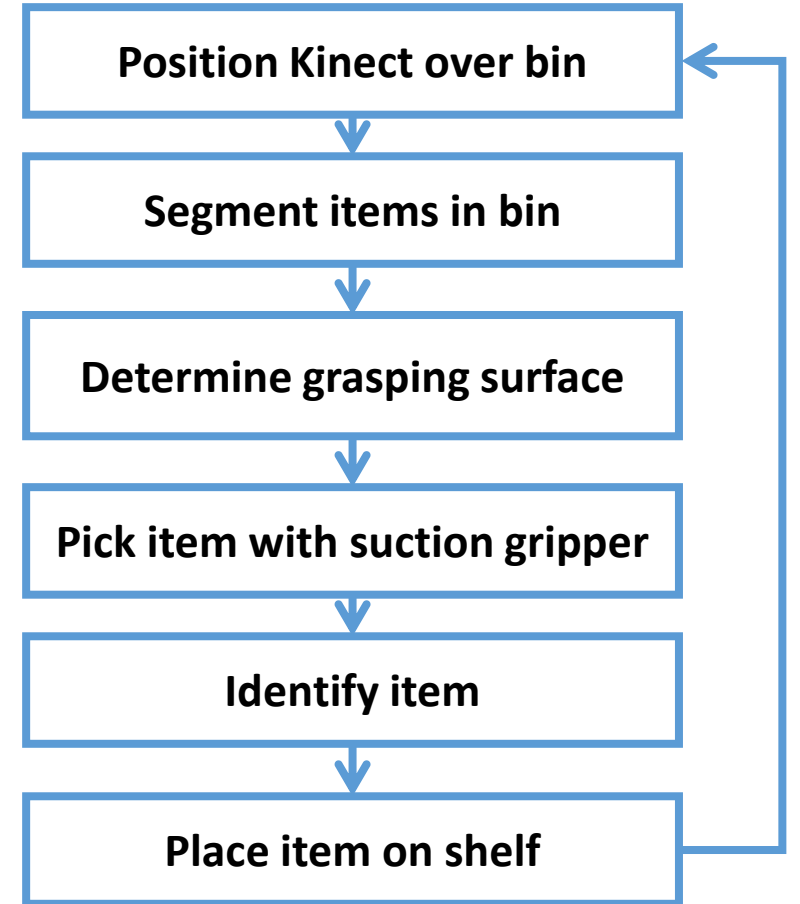 Position Kinect over bin
Segment items in bin
Determine grasping surface
Pick item with suction gripper
Identify item
Place item on shelf